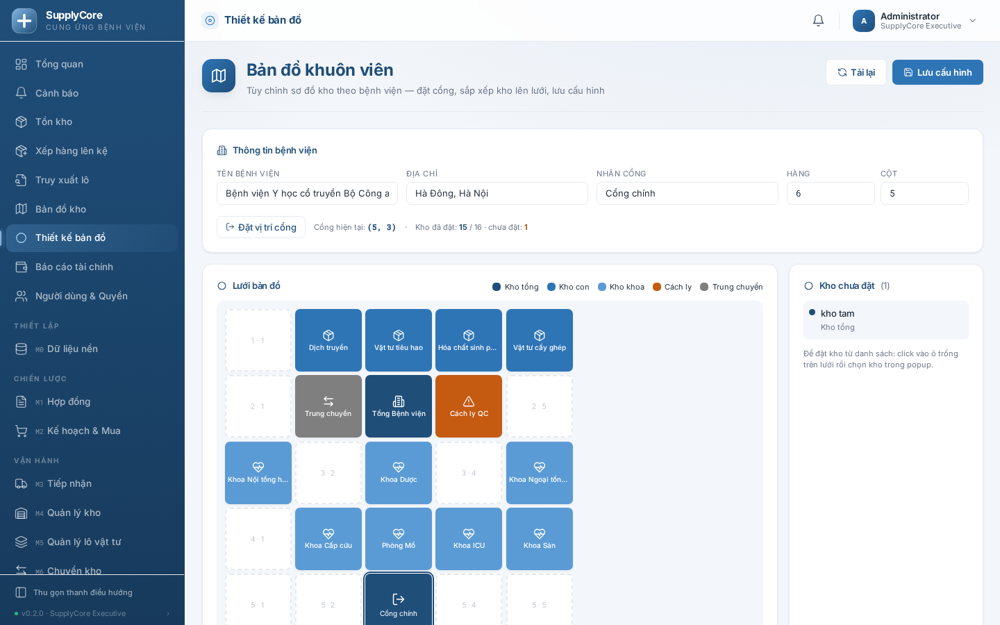 SupplyCore
CUNG ỨNG BỆNH VIỆN
Tổng quan
Cảnh báo
Tồn kho
Xếp hàng lên kệ
Truy xuất lô
Bản đồ kho
Thiết kế bản đồ
Báo cáo tài chính
Người dùng & Quyền
THIẾT LẬP
M0 Dữ liệu nền
CHIẾN LƯỢC
M1 Hợp đồng
M2 Kế hoạch & Mua
VẬN HÀNH
M3 Tiếp nhận
M4 Quản lý kho
M5 Quản lý lô vật tư
M6 Chuyển kho
Thu gọn thanh điều hướng
v0.2.0 · SupplyCore Executive ›
Thiết kế bản đồ
A
Administrator
SupplyCore Executive
Bản đồ khuôn viên
Tùy chỉnh sơ đồ kho theo bệnh viện — đặt cổng, sắp xếp kho lên lưới, lưu cấu hình
Tải lại
Lưu cấu hình
Thông tin bệnh viện
TÊN BỆNH VIỆN ĐỊA CHỈ NHÃN CỔNG HÀNG CỘT
Bệnh viện Y học cổ truyền Bộ Công a Hà Đông, Hà Nội Cổng chính 6 5
Đặt vị trí cổng Cổng hiện tại: (5, 3) · Kho đã đặt: 15 / 16 · chưa đặt: 1
Lưới bản đồ
Kho tổng Kho con Kho khoa Cách ly Trung chuyển
1 · 1 Dịch truyền Vật tư tiêu hao Hóa chất sinh p... Vật tư cấy ghép
2 · 1 Trung chuyển Tổng Bệnh viện Cách ly QC 2 · 5
Khoa Nội tổng h... 3 · 2 Khoa Dược 3 · 4 Khoa Ngoại tổn...
4 · 1 Khoa Cấp cứu Phòng Mổ Khoa ICU Khoa Sản
5 · 1 5 · 2 Cổng chính 5 · 4 5 · 5
Kho chưa đặt (1)
kho tam
Kho tổng
Để đặt kho từ danh sách: click vào ô trống
trên lưới rồi chọn kho trong popup.